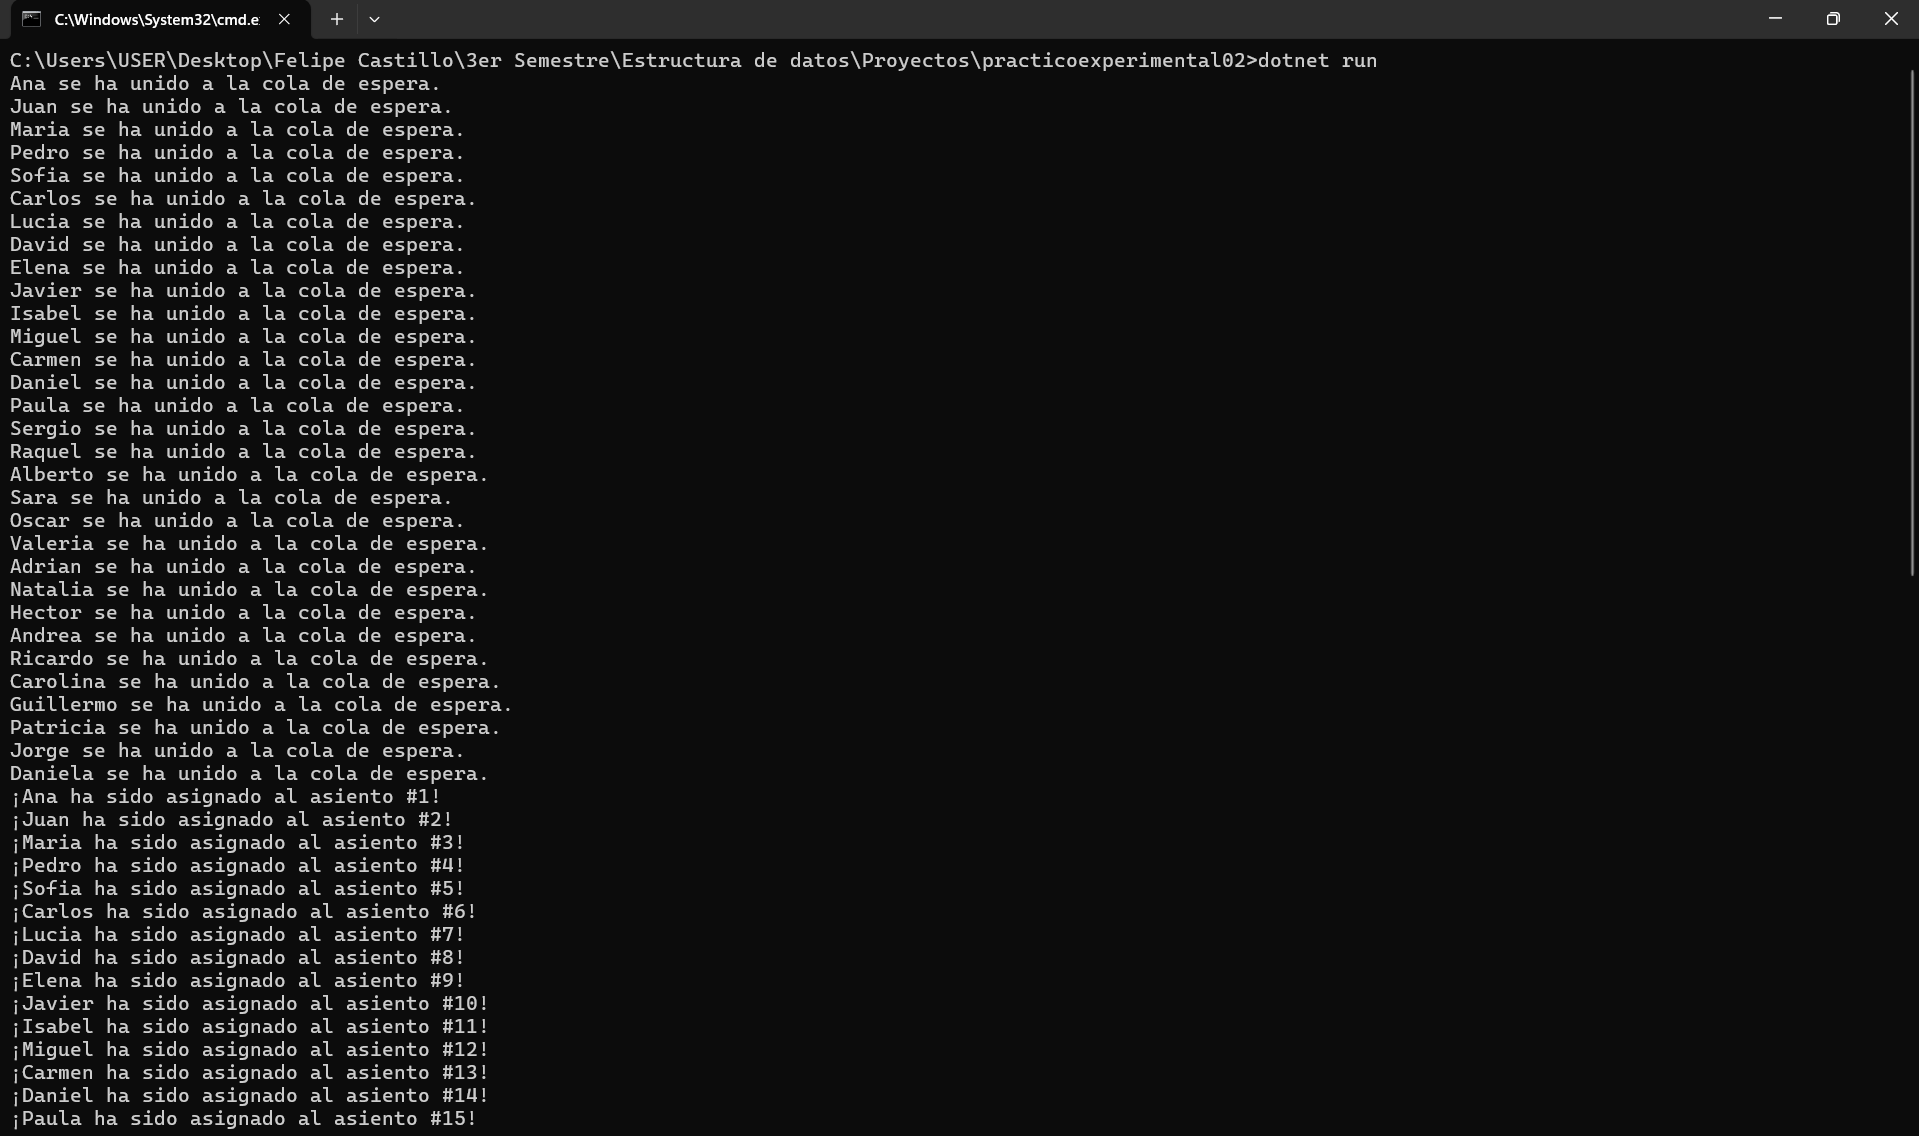 C:\Windows\System32\cmd.e
C:\Users\USER\Desktop\Felipe Castillo\3er Semestre\Estructura de datos\Proyectos\practicoexperimental02>dotnet run
Ana se ha unido a la cola de espera.
Juan se ha unido a la cola de espera.
Maria se ha unido a la cola de espera.
Pedro se ha unido a la cola de espera.
Sofia se ha unido a la cola de espera.
Carlos se ha unido a la cola de espera.
Lucia se ha unido a la cola de espera.
David se ha unido a la cola de espera.
Elena se ha unido a la cola de espera.
Javier se ha unido a la cola de espera.
Isabel se ha unido a la cola de espera.
Miguel se ha unido a la cola de espera.
Carmen se ha unido a la cola de espera.
Daniel se ha unido a la cola de espera.
Paula se ha unido a la cola de espera.
Sergio se ha unido a la cola de espera.
Raquel se ha unido a la cola de espera.
Alberto se ha unido a la cola de espera.
Sara se ha unido a la cola de espera.
Oscar se ha unido a la cola de espera.
Valeria se ha unido a la cola de espera.
Adrian se ha unido a la cola de espera.
Natalia se ha unido a la cola de espera.
Hector se ha unido a la cola de espera.
Andrea se ha unido a la cola de espera.
Ricardo se ha unido a la cola de espera.
Carolina se ha unido a la cola de espera.
Guillermo se ha unido a la cola de espera.
Patricia se ha unido a la cola de espera.
Jorge se ha unido a la cola de espera.
Daniela se ha unido a la cola de espera.
¡Ana ha sido asignado al asiento #1!
¡Juan ha sido asignado al asiento #2!
¡Maria ha sido asignado al asiento #3!
¡Pedro ha sido asignado al asiento #4!
¡Sofia ha sido asignado al asiento #5!
¡Carlos ha sido asignado al asiento #6!
¡Lucia ha sido asignado al asiento #7!
¡David ha sido asignado al asiento #8!
¡Elena ha sido asignado al asiento #9!
¡Javier ha sido asignado al asiento #10!
¡Isabel ha sido asignado al asiento #11!
¡Miguel ha sido asignado al asiento #12!
¡Carmen ha sido asignado al asiento #13!
¡Daniel ha sido asignado al asiento #14!
¡Paula ha sido asignado al asiento #15!